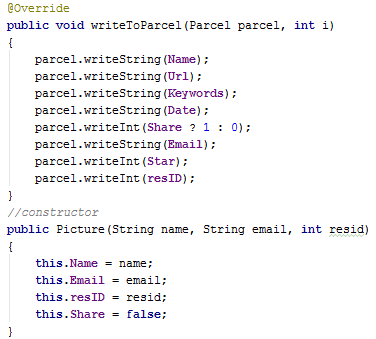 @Override
public void writeToParcel(Parcel parcel, int i)
{
    parcel.writeString(Name);
    parcel.writeString(Url);
    parcel.writeString(Keywords);
    parcel.writeString(Date);
    parcel.writeInt(Share ? 1 : 0);
    parcel.writeString(Email);
    parcel.writeInt(Star);
    parcel.writeInt(resID);
}
//constructor
public Picture(String name, String email, int resid)
{
    this.Name = name;
    this.Email = email;
    this.resID = resid;
    this.Share = false;
}